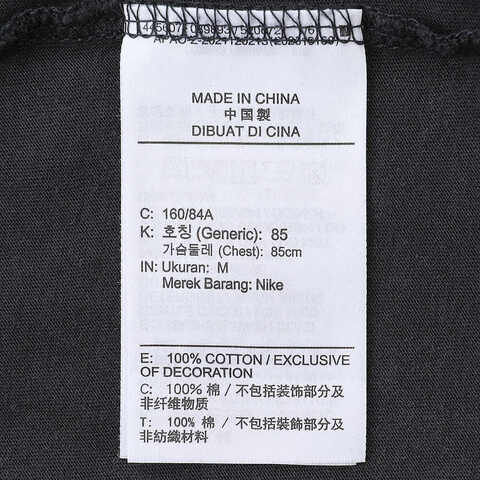 MADE IN CHINA
中国製
DIBUAT DI CINA
C: 160/84A
K: 호칭 (Generic): 85
가슴둘레 (Chest): 85cm
IN: Ukuran: M
Merek Barang: Nike
E: 100% COTTON / EXCLUSIVE
OF DECORATION
C: 100% 棉 / 不包括装饰部分及
非纤维物质
T: 100% 棉 / 不包括裝飾部分及
非紡織材料